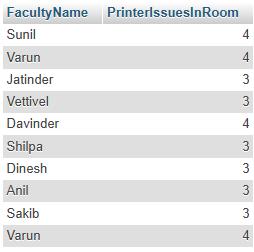 FacultyName PrinterIssuesInRoom
Sunil 4
Varun 4
Jatinder 3
Vettivel 3
Davinder 4
Shilpa 3
Dinesh 3
Anil 3
Sakib 3
Varun 4